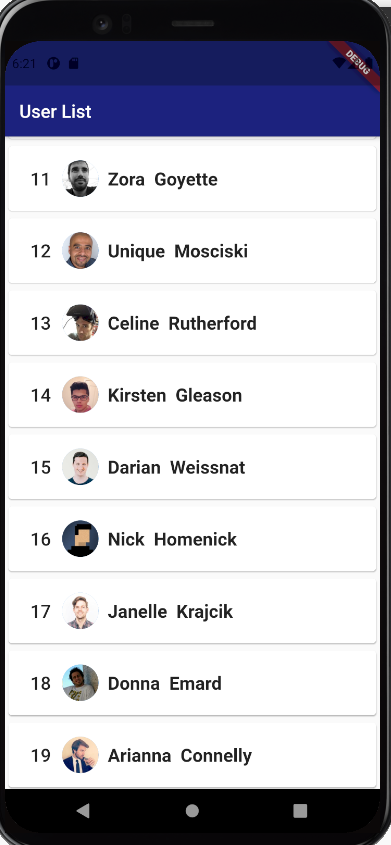 6:21
DEBUG
User List
11 Zora Goyette
12 Unique Mosciski
13 Celine Rutherford
14 Kirsten Gleason
15 Darian Weissnat
16 Nick Homenick
17 Janelle Krajcik
18 Donna Emard
19 Arianna Connelly